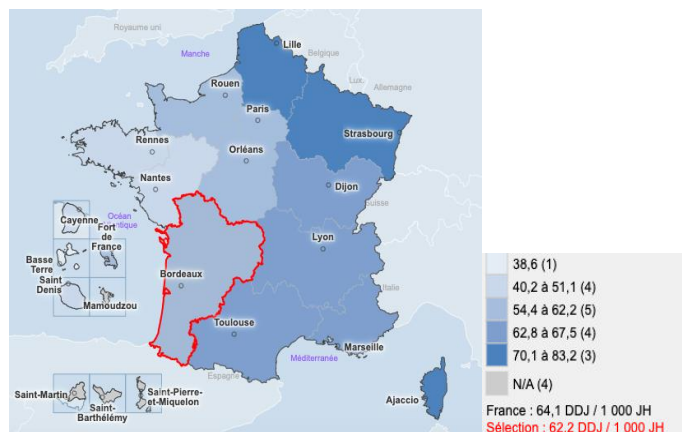 Royaume uni
Lille
Manche
Belgique
Lux.
Rouen
Allemagne
Paris
Strasbourg
Rennes
Orléans
Nantes
Dijon
Suisse
Cayenne
Océan
Fort
de
France
Lyon
Basse
Terre
Saint
Denis
Bordeaux
Italie
Mamoudzou
Toulouse
Marseille
Méditerranée
Espagne
Saint-Martin
Saint-
Barthélémy
Saint-Pierre-
et-Miquelon
Ajaccio
38,6 (1)
40,2 à 51,1 (4)
54,4 à 62,2 (5)
62,8 à 67,5 (4)
70,1 à 83,2 (3)
N/A (4)
France : 64,1 DDJ / 1 000 JH
Sélection : 62,2 DDJ / 1 000 JH